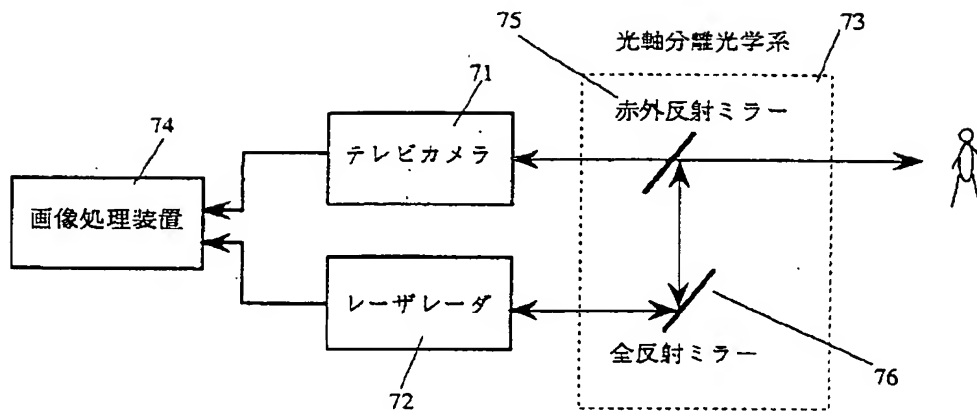 75
光軸分離光学系
73
71
赤外反射ミラー
74
テレビカメラ
画像処理装置
レーザレーダ
全反射ミラー
76
72